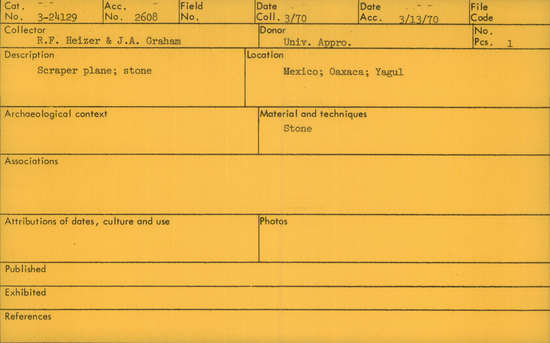 Cat. No. 3-24129 Acc. No. 2608 Field No. Date Coll. 3/70 Date Acc. 3/13/70 File Code
Collector R.F. Heizer & J.A. Graham Donor Univ. Appro. No. Pcs. 1
Description Location
Scraper plane; stone Mexico; Oaxaca; Yagul
Archaeological context Material and techniques
Stone
Associations
Attributions of dates, culture and use Photos
Published
Exhibited
References